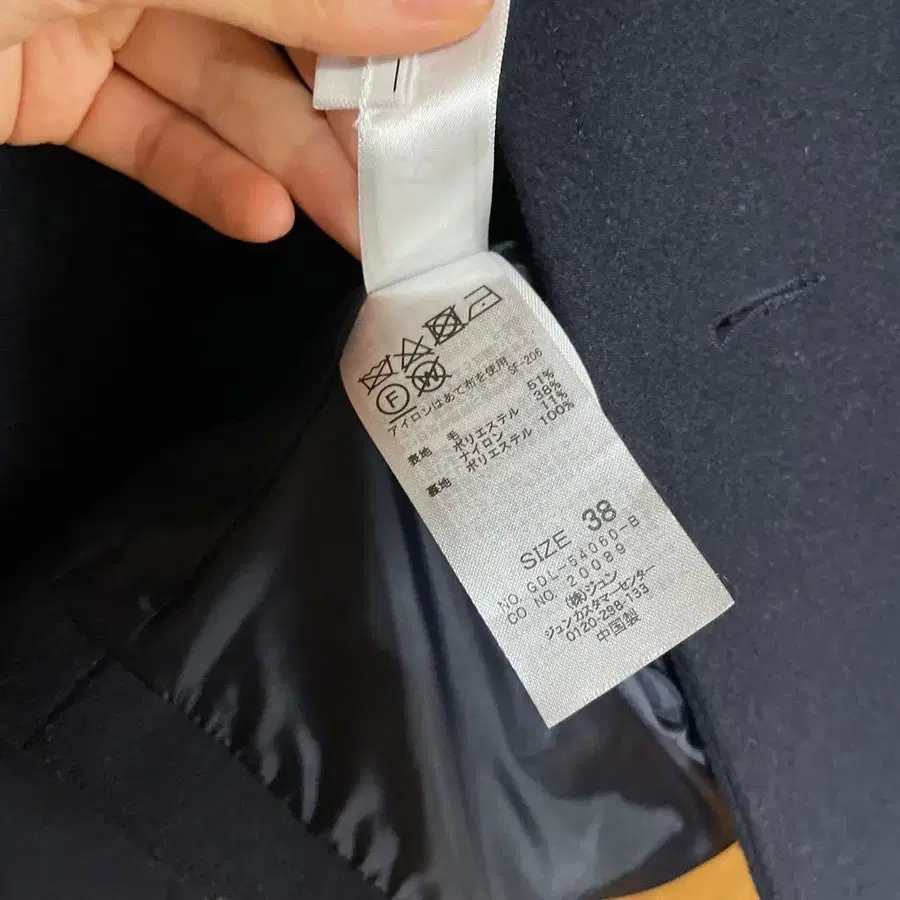 F W
アイロンはあて布を使用
SF-206
表地 毛 51%
ポリエステル 38%
ナイロン 11%
裏地 ポリエステル 100%
SIZE 38
NO. GDL-54060-B
CO NO. 20089
(株)ジュン
ジュンカスタマーセンター
0120-298-133
中国製